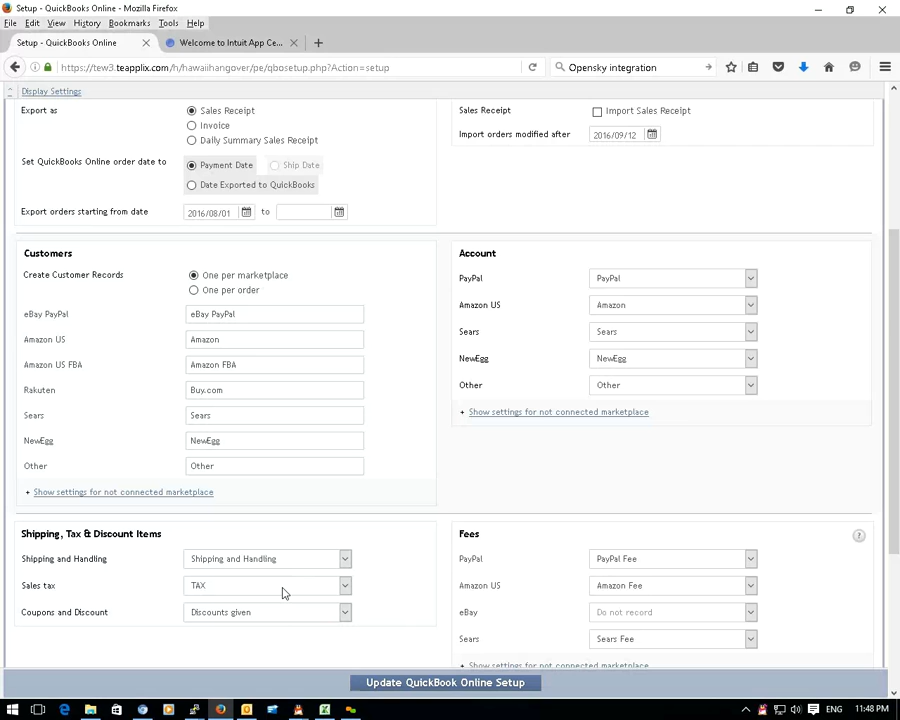 Setup - QuickBooks Online - Mozilla Firefox
File Edit View History Bookmarks Tools Help
Setup - QuickBooks Online
Welcome to Intuit App Ce...
https://tew3.teapplix.com/h/hawaiihangover/pe/qbosetup.php?Action=setup
Opensky integration
Display Settings
Export as
Sales Receipt
Invoice
Daily Summary Sales Receipt
Set QuickBooks Online order date to
Payment Date
Ship Date
Date Exported to QuickBooks
Export orders starting from date
2016/08/01
to
Sales Receipt
Import Sales Receipt
Import orders modified after
2016/09/12
Customers
Create Customer Records
One per marketplace
One per order
eBay PayPal
eBay PayPal
Amazon US
Amazon
Amazon US FBA
Amazon FBA
Rakuten
Buy.com
Sears
Sears
NewEgg
NewEgg
Other
Other
+ Show settings for not connected marketplace
Account
PayPal
PayPal
Amazon US
Amazon
Sears
Sears
NewEgg
NewEgg
Other
Other
+ Show settings for not connected marketplace
Shipping, Tax & Discount Items
Shipping and Handling
Shipping and Handling
Sales tax
TAX
Coupons and Discount
Discounts given
Fees
?
PayPal
PayPal Fee
Amazon US
Amazon Fee
eBay
Do not record
Sears
Sears Fee
+ Show settings for not connected marketplace
Update QuickBook Online Setup
ENG
11:48 PM